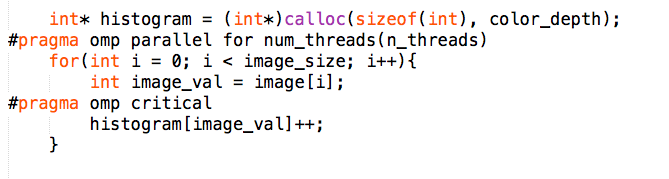 int* histogram = (int*)calloc(sizeof(int), color_depth);
#pragma omp parallel for num_threads(n_threads)
for(int i = 0; i < image_size; i++){
int image_val = image[i];
#pragma omp critical
histogram[image_val]++;
}